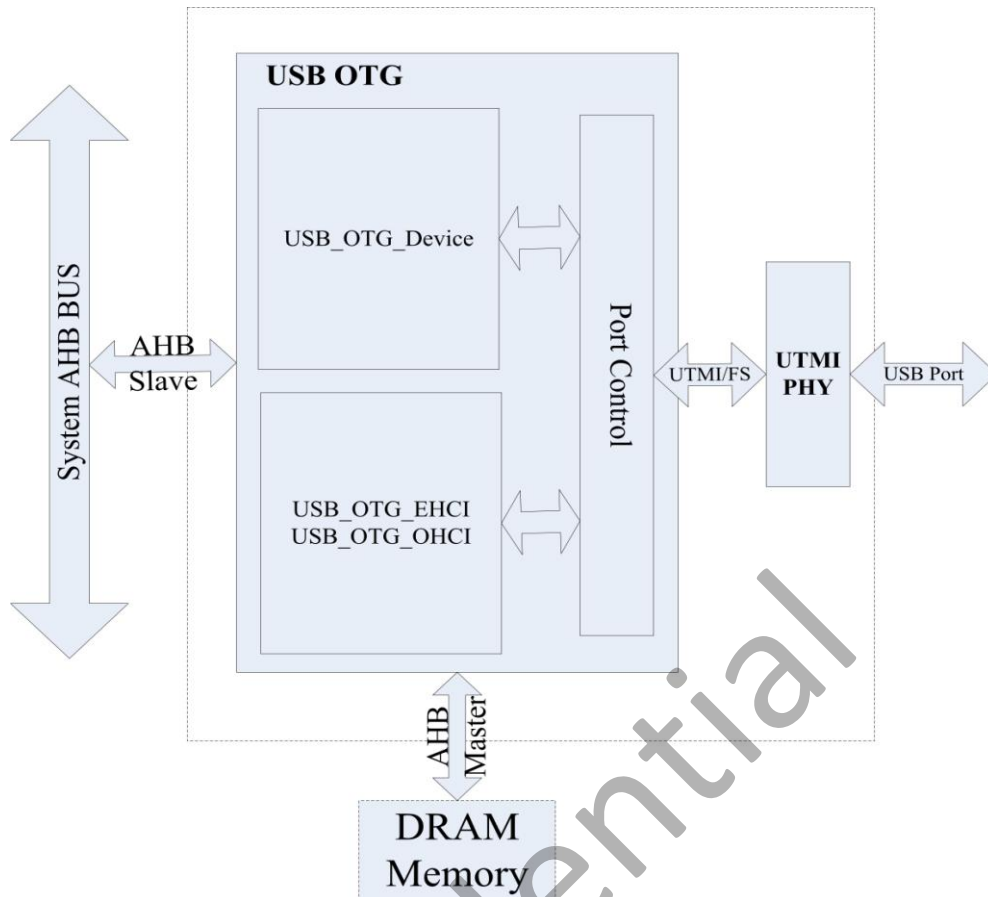 USB OTG
USB_OTG_Device
System AHB BUS
AHB
Slave
Port Control
UTMI/FS
UTMI
PHY
USB Port
USB_OTG_EHCI
USB_OTG_OHCI
AHB
Master
DRAM
Memory